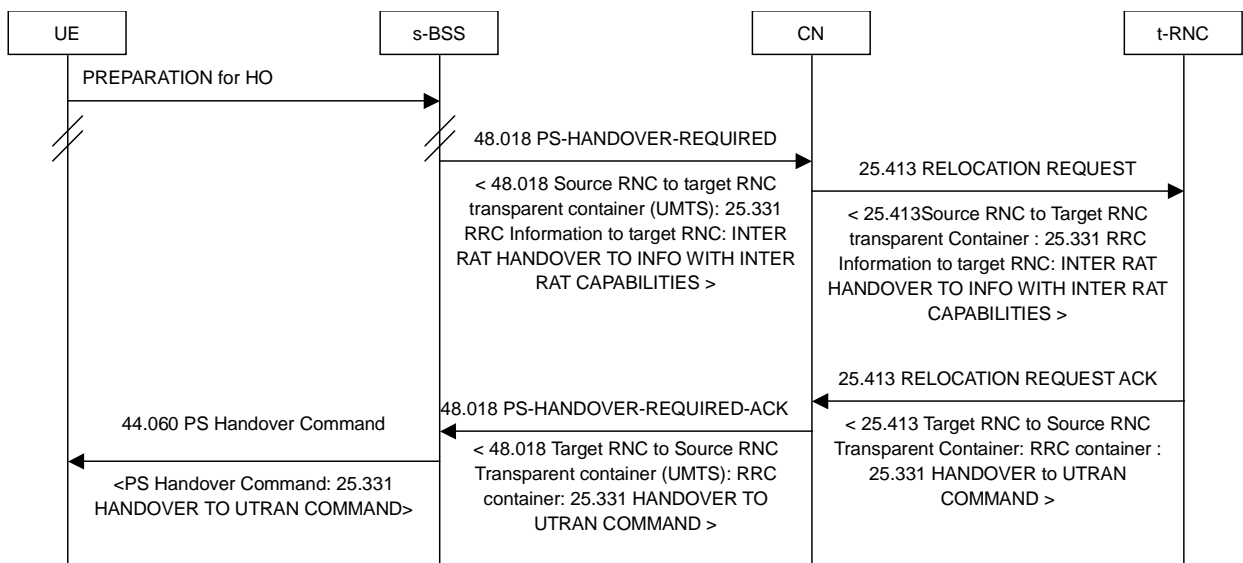 UE
s-BSS
CN
t-RNC
PREPARATION for HO
48.018 PS-HANDOVER-REQUIRED
< 48.018 Source RNC to target RNC
transparent container (UMTS): 25.331
RRC Information to target RNC: INTER
RAT HANDOVER TO INFO WITH INTER
RAT CAPABILITIES >
25.413 RELOCATION REQUEST
< 25.413Source RNC to Target RNC
transparent Container : 25.331 RRC
Information to target RNC: INTER RAT
HANDOVER TO INFO WITH INTER RAT
CAPABILITIES >
25.413 RELOCATION REQUEST ACK
< 25.413 Target RNC to Source RNC
Transparent Container: RRC container :
25.331 HANDOVER to UTRAN
COMMAND >
48.018 PS-HANDOVER-REQUIRED-ACK
< 48.018 Target RNC to Source RNC
Transparent container (UMTS): RRC
container: 25.331 HANDOVER TO
UTRAN COMMAND >
44.060 PS Handover Command
<PS Handover Command: 25.331
HANDOVER TO UTRAN COMMAND>